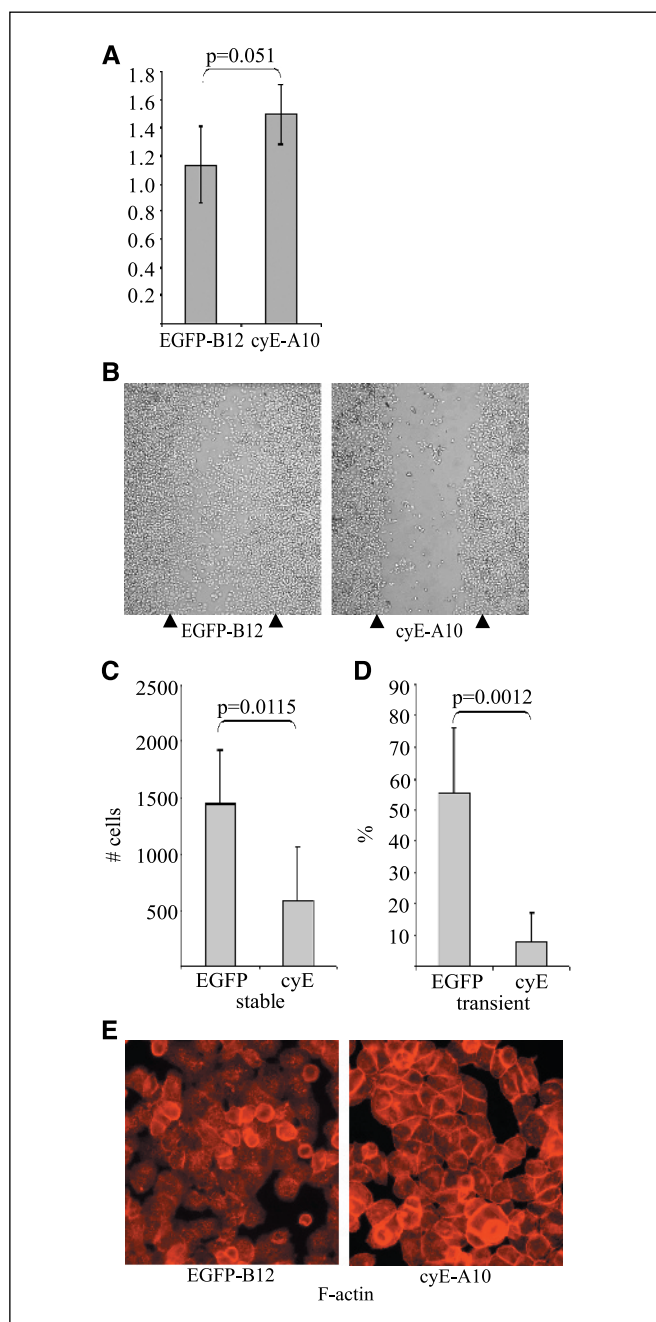 A
p=0.051
1.8
1.6
1.4
1.2
1.0
0.8
0.6
0.4
0.2
EGFP-B12 cyE-A10
B
EGFP-B12 cyE-A10
C
2500
2000
1500
1000
500
# cells
p=0.0115
EGFP cyE
stable
D
90
80
70
60
50
40
30
20
10
%
p=0.0012
EGFP cyE
transient
E
EGFP-B12 cyE-A10
F-actin